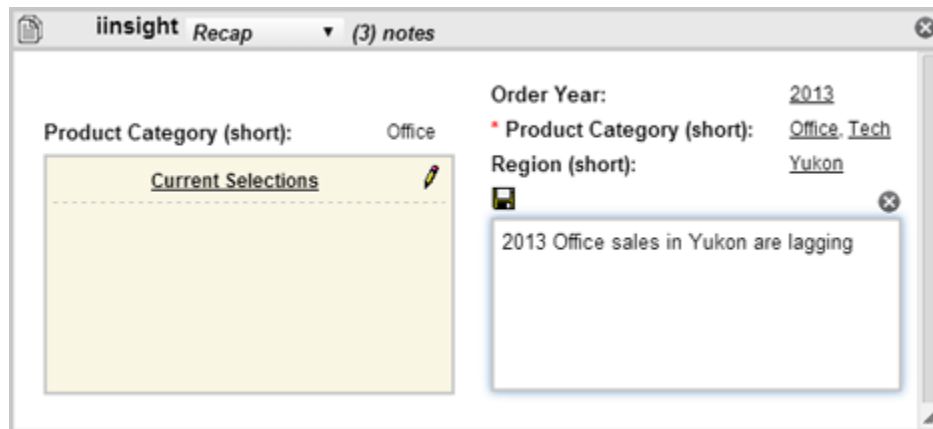 iinsight Recap (3) notes
Product Category (short): Office
Current Selections
Order Year: 2013
* Product Category (short): Office, Tech
Region (short): Yukon
2013 Office sales in Yukon are lagging